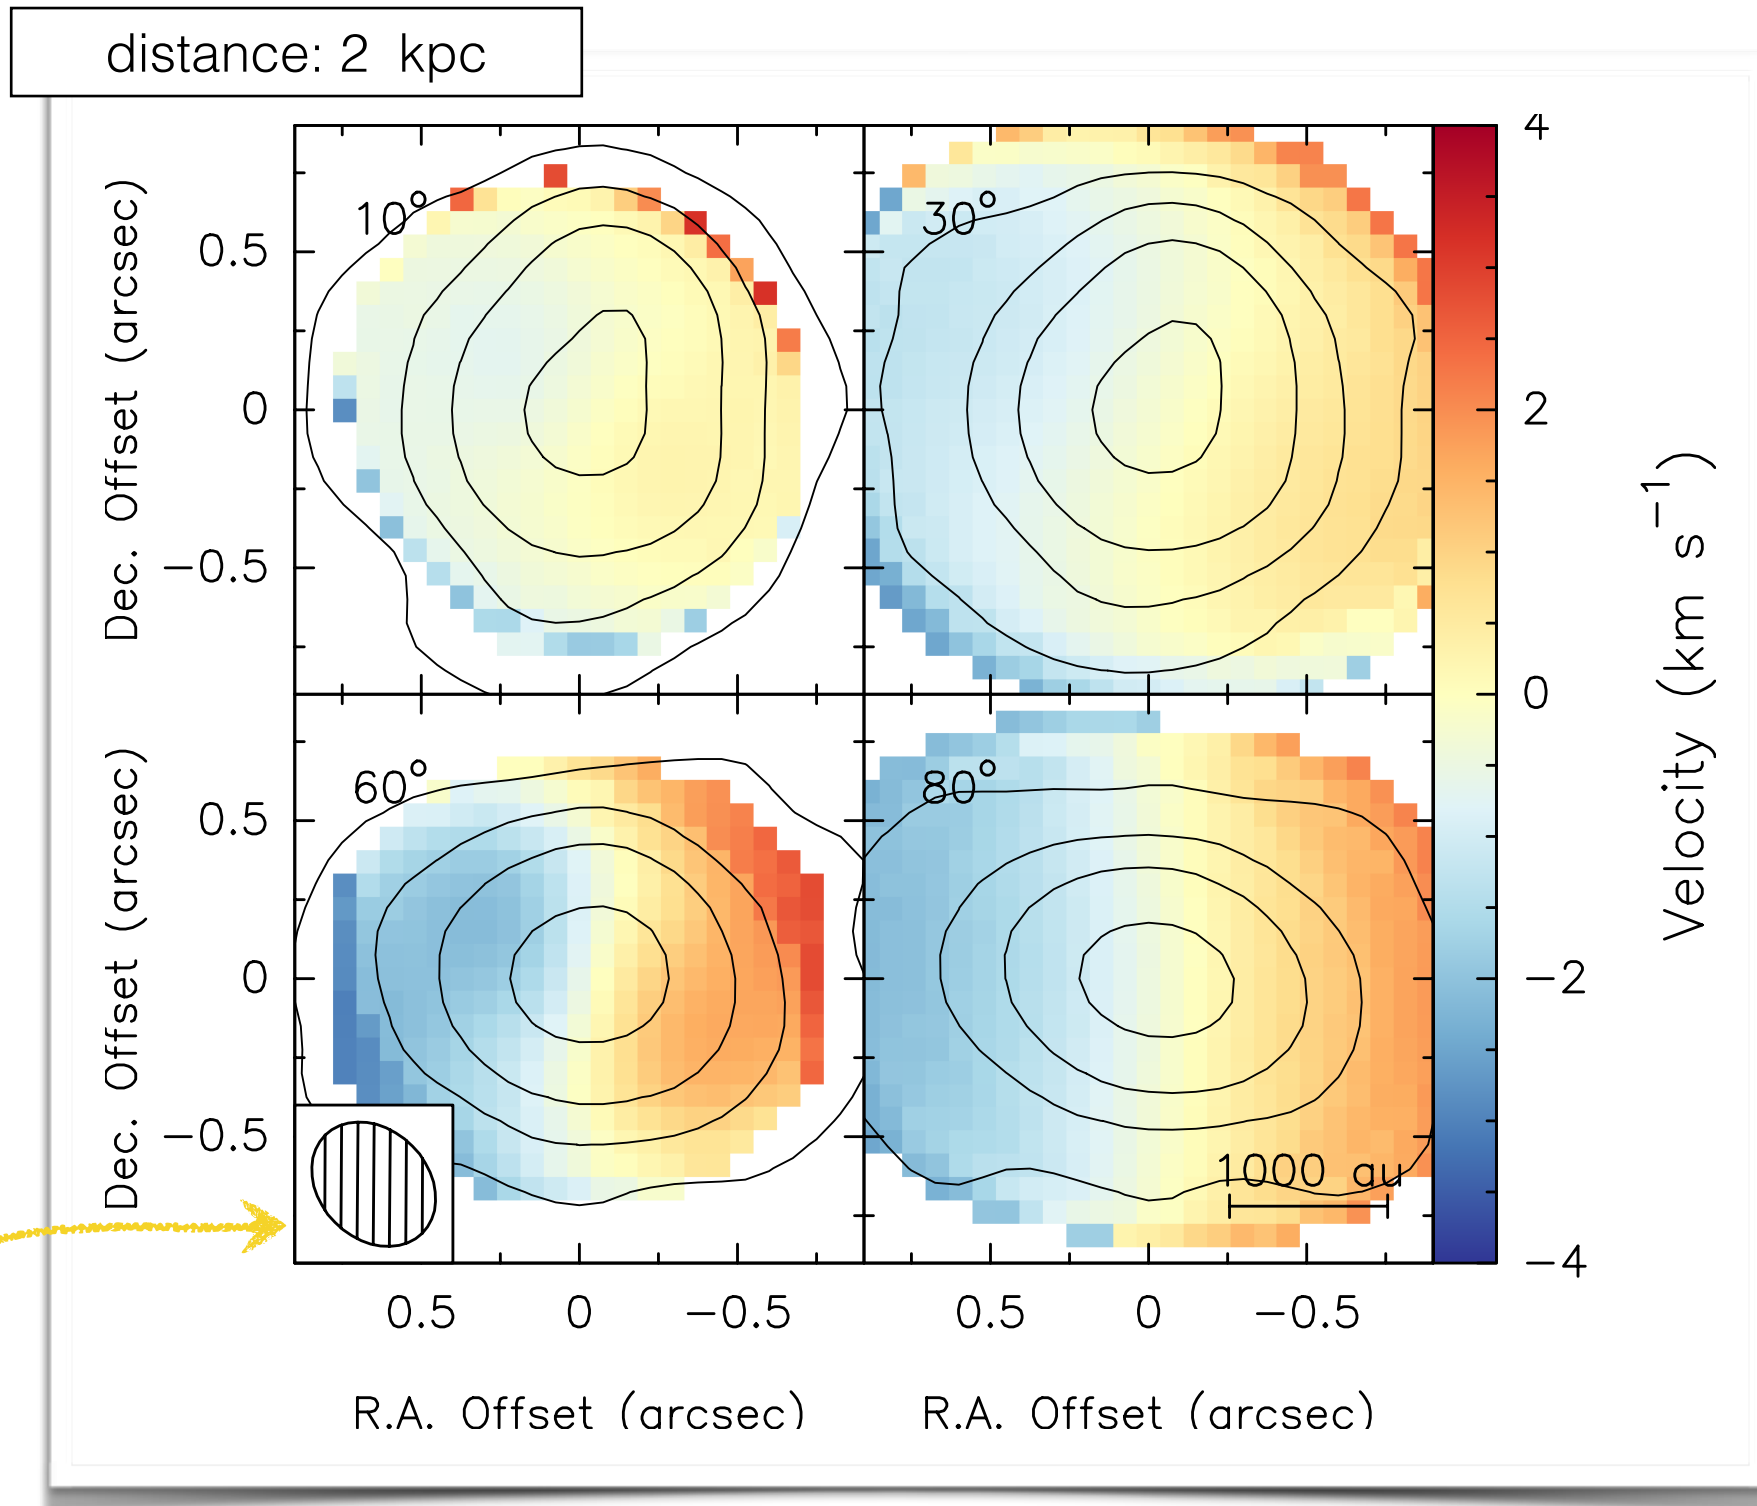 distance: 2 kpc
10°
30°
4
2
0
−2
−4
Velocity (km s−1)
0.5
0
−0.5
Dec. Offset (arcsec)
60°
80°
0.5
0
−0.5
Dec. Offset (arcsec)
1000 au
0.5 0 −0.5
0.5 0 −0.5
R.A. Offset (arcsec)
R.A. Offset (arcsec)